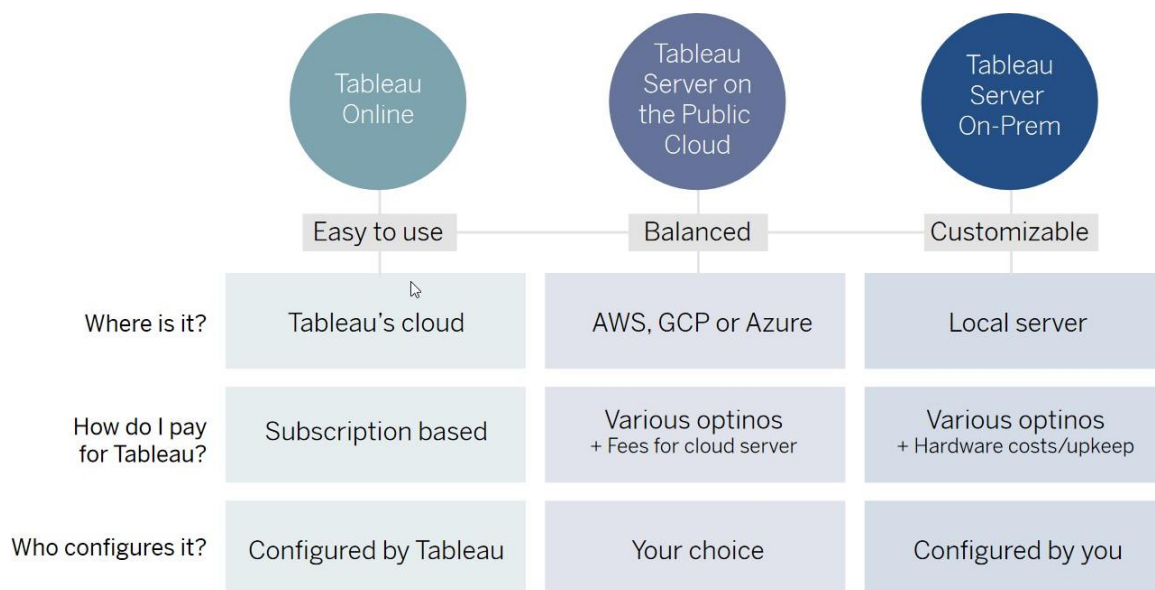 Tableau
Online
Tableau
Server on
the Public
Cloud
Tableau
Server
On-Prem
Easy to use
Balanced
Customizable
Where is it?
Tableau’s cloud
AWS, GCP or Azure
Local server
How do I pay
for Tableau?
Subscription based
Various optinos
+ Fees for cloud server
Various optinos
+ Hardware costs/upkeep
Who configures it?
Configured by Tableau
Your choice
Configured by you